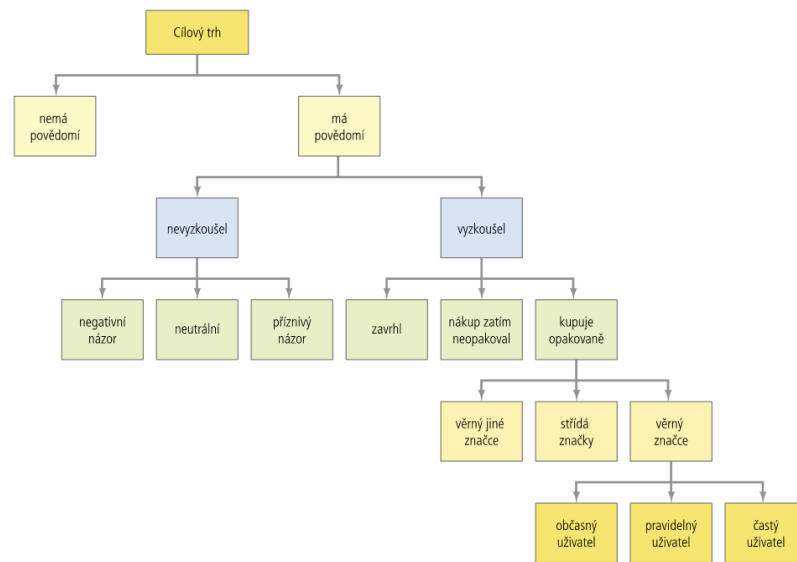 Cílový trh
nemá
povědomí
má
povědomí
nevyzkoušel
vyzkoušel
negativní
názor
neutrální
příznivý
názor
zavrhl
nákup zatím
neopakoval
kupuje
opakovaně
věrný jiné
značce
střídá
značky
věrný
značce
občasný
uživatel
pravidelný
uživatel
častý
uživatel